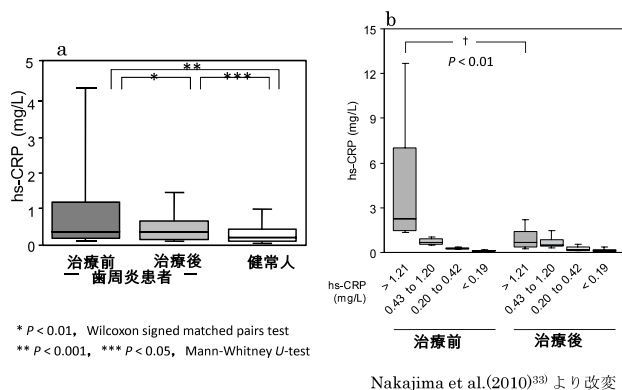 a
**
*
***
hs-CRP (mg/L)
5
4
3
2
1
0
治療前
治療後
健常人
歯周炎患者
* P < 0.01，Wilcoxon signed matched pairs test
** P < 0.001，*** P < 0.05，Mann-Whitney U-test
b
†
P < 0.01
hs-CRP (mg/L)
15
12
9
6
3
0
hs-CRP
(mg/L)
> 1.21
0.43 to 1.20
0.20 to 0.42
< 0.19
> 1.21
0.43 to 1.20
0.20 to 0.42
< 0.19
治療前
治療後
Nakajima et al.(2010)33) より改変